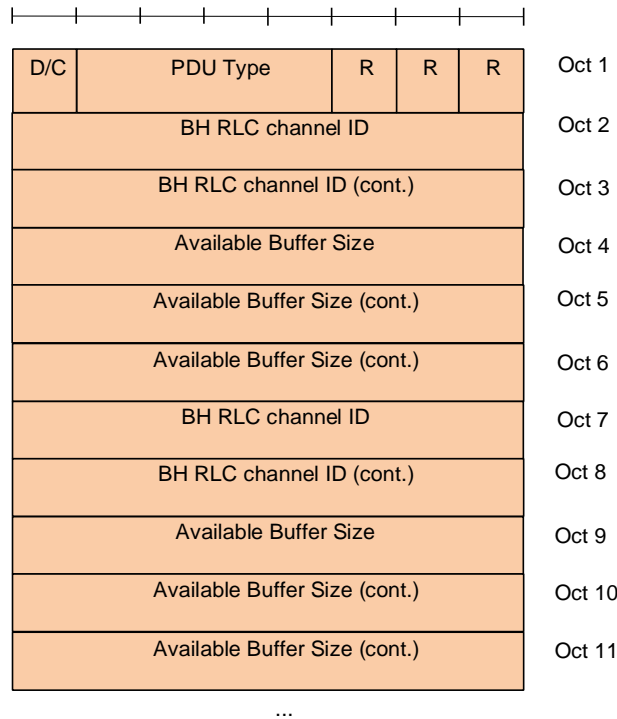 D/C PDU Type R R R Oct 1
BH RLC channel ID Oct 2
BH RLC channel ID (cont.) Oct 3
Available Buffer Size Oct 4
Available Buffer Size (cont.) Oct 5
Available Buffer Size (cont.) Oct 6
BH RLC channel ID Oct 7
BH RLC channel ID (cont.) Oct 8
Available Buffer Size Oct 9
Available Buffer Size (cont.) Oct 10
Available Buffer Size (cont.) Oct 11
...